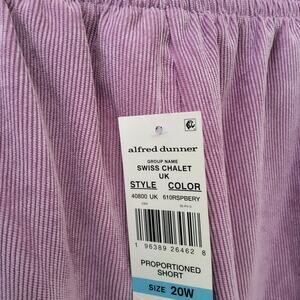 alfred dunner
GROUP NAME
SWISS CHALET
UK
STYLE COLOR
40800 UK 610RSPBERY
1 96389 26462 8
PROPORTIONED
SHORT
SIZE 20W